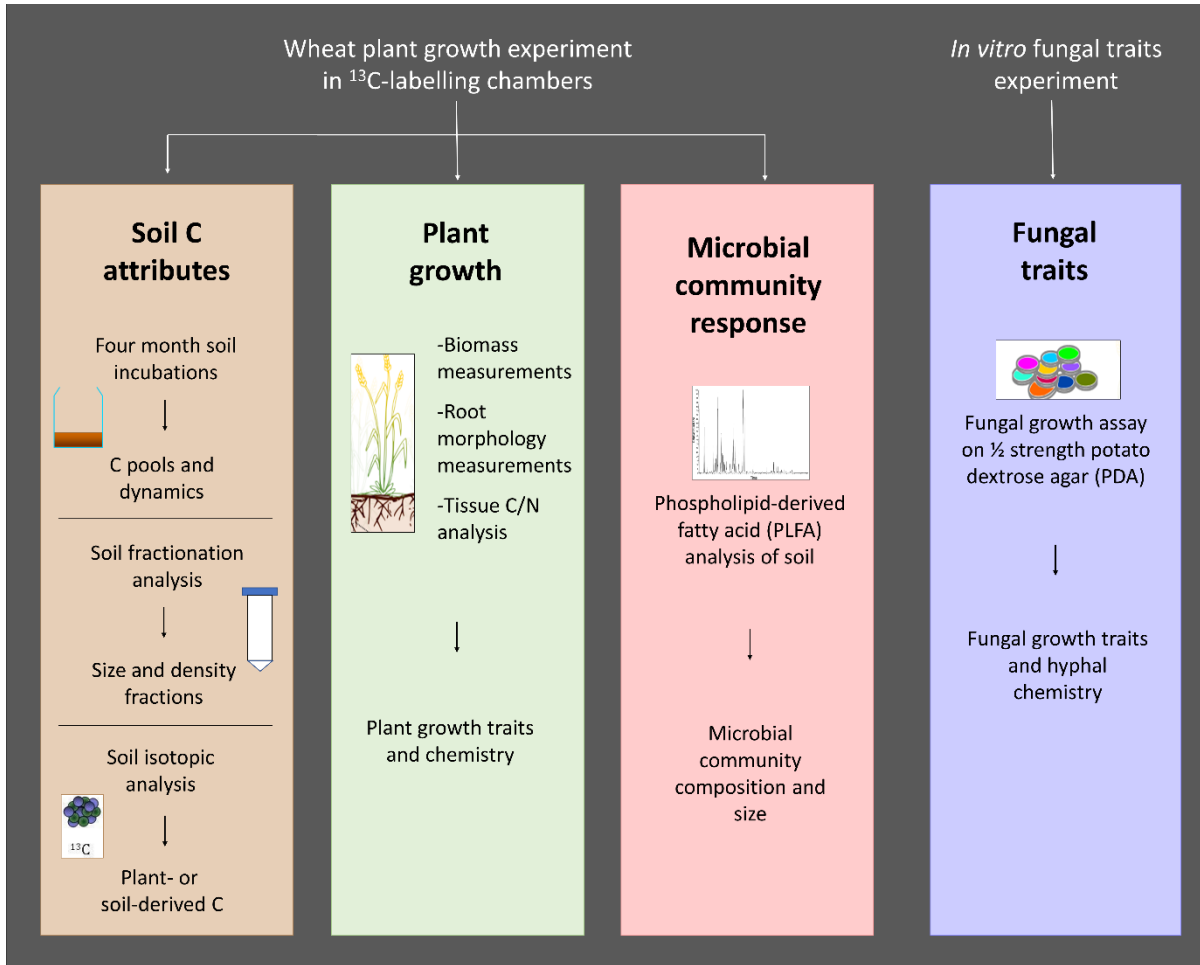 Wheat plant growth experiment
in ¹³C-labelling chambers
In vitro fungal traits
experiment
Soil C
attributes
Four month soil
incubations
C pools and
dynamics
Soil fractionation
analysis
Size and density
fractions
Soil isotopic
analysis
¹³C
Plant- or
soil-derived C
Plant
growth
-Biomass
measurements
-Root
morphology
measurements
-Tissue C/N
analysis
Plant growth traits
and chemistry
Microbial
community
response
Phospholipid-derived
fatty acid (PLFA)
analysis of soil
Microbial
community
composition and
size
Fungal
traits
Fungal growth assay
on ½ strength potato
dextrose agar (PDA)
Fungal growth traits
and hyphal
chemistry